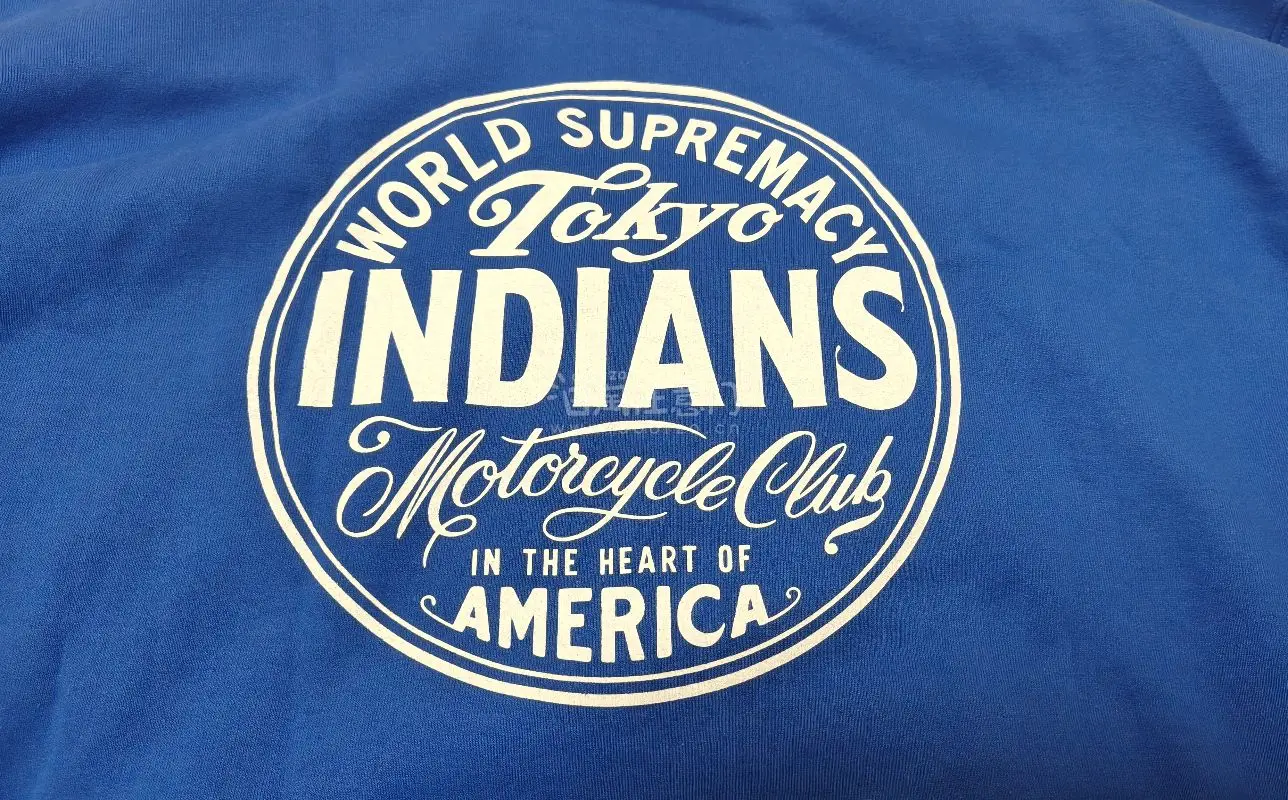 WORLD SUPREMACY
Tokyo
INDIANS
Motorcycle Club
IN THE HEART OF
AMERICA